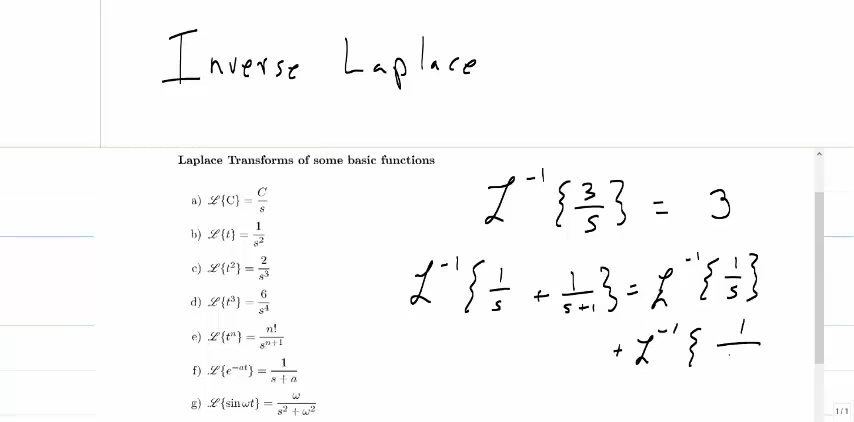 Inverse Laplace
Laplace Transforms of some basic functions
a) ℒ{C} = C/s
b) ℒ{t} = 1/s²
c) ℒ{t²} = 2/s³
d) ℒ{t³} = 6/s⁴
e) ℒ{tⁿ} = n!/sⁿ⁺¹
f) ℒ{e⁻ᵃᵗ} = 1/(s + a)
g) ℒ{sin ωt} = ω/(s² + ω²)
ℒ⁻¹{3/s} = 3
ℒ⁻¹{1/s + 1/(s+1)} = ℒ⁻¹{1/s}
+ ℒ⁻¹{ 1/
1/1